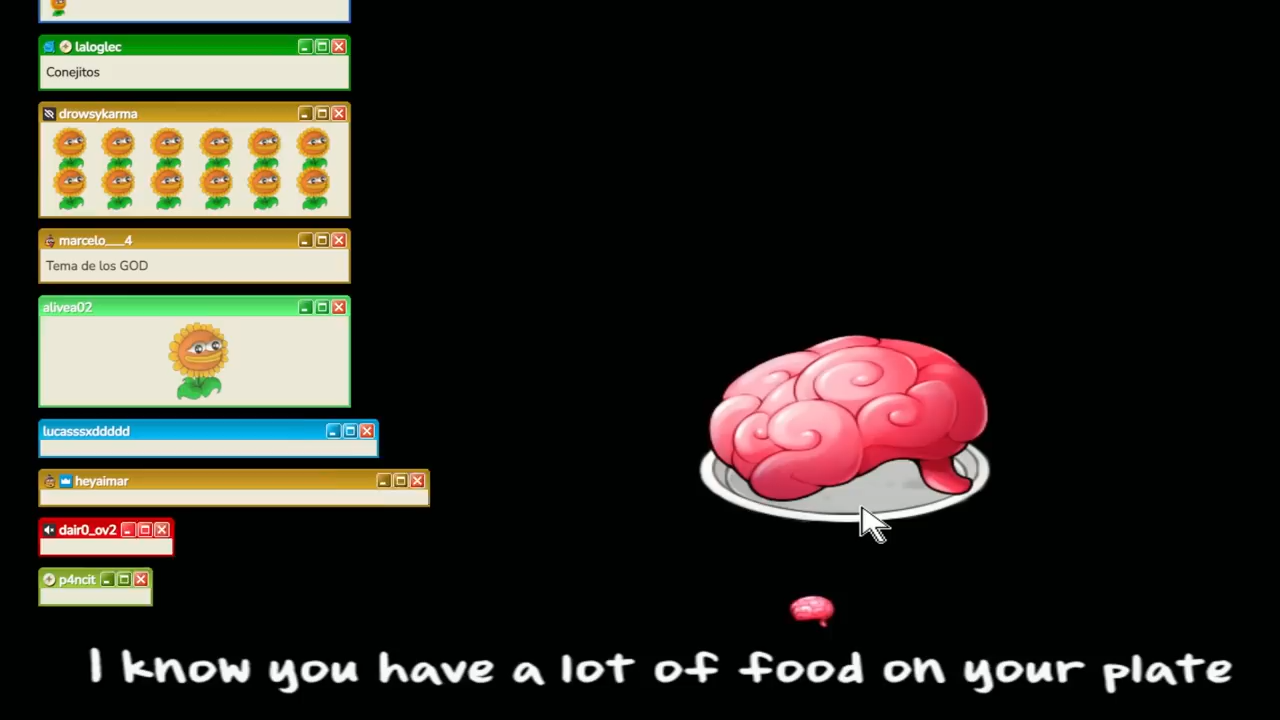 laloglec
Conejitos
drowsykarma
marcelo___4
Tema de los GOD
alivea02
lucasssxddddd
heyaimar
dair0_ov2
p4ncit
I know you have a lot of food on your plate